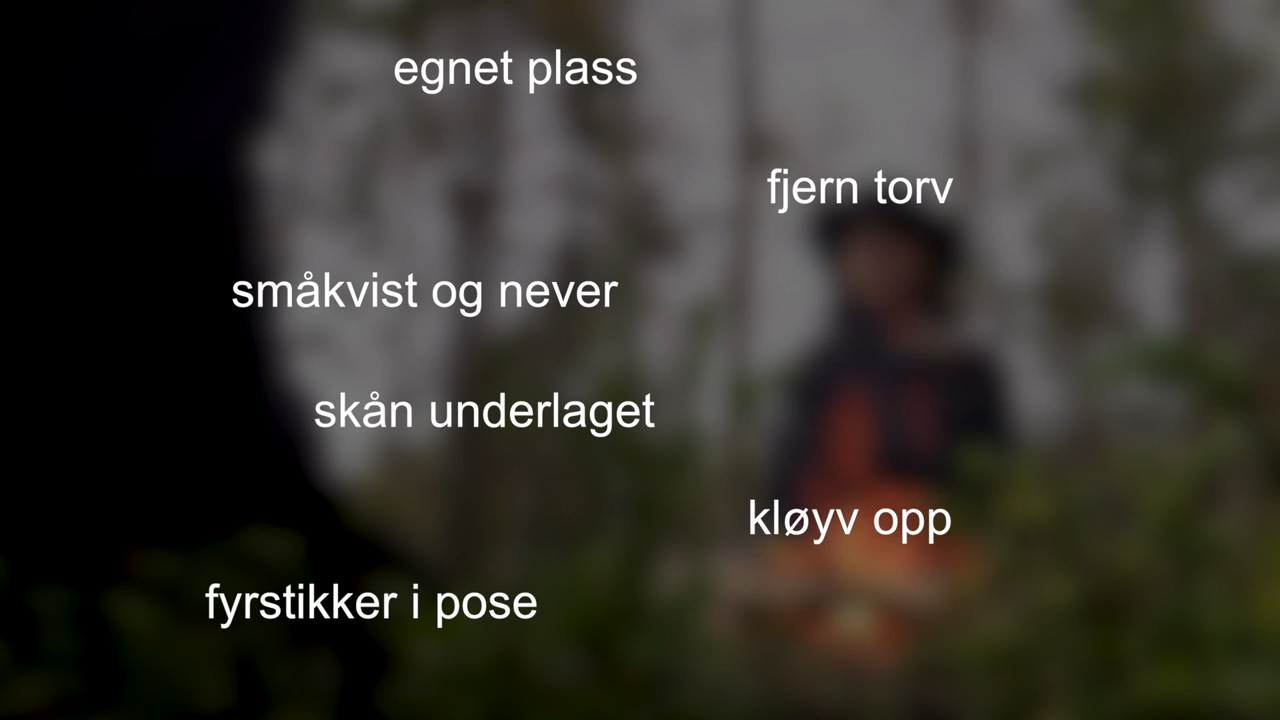 egnet plass
fjern torv
småkvist og never
skån underlaget
kløyv opp
fyrstikker i pose